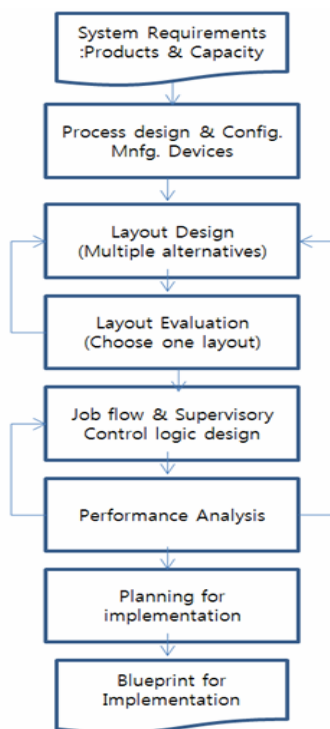 System Requirements
:Products & Capacity
Process design & Config.
Mnfg. Devices
Layout Design
(Multiple alternatives)
Layout Evaluation
(Choose one layout)
Job flow & Supervisory
Control logic design
Performance Analysis
Planning for
implementation
Blueprint for
Implementation